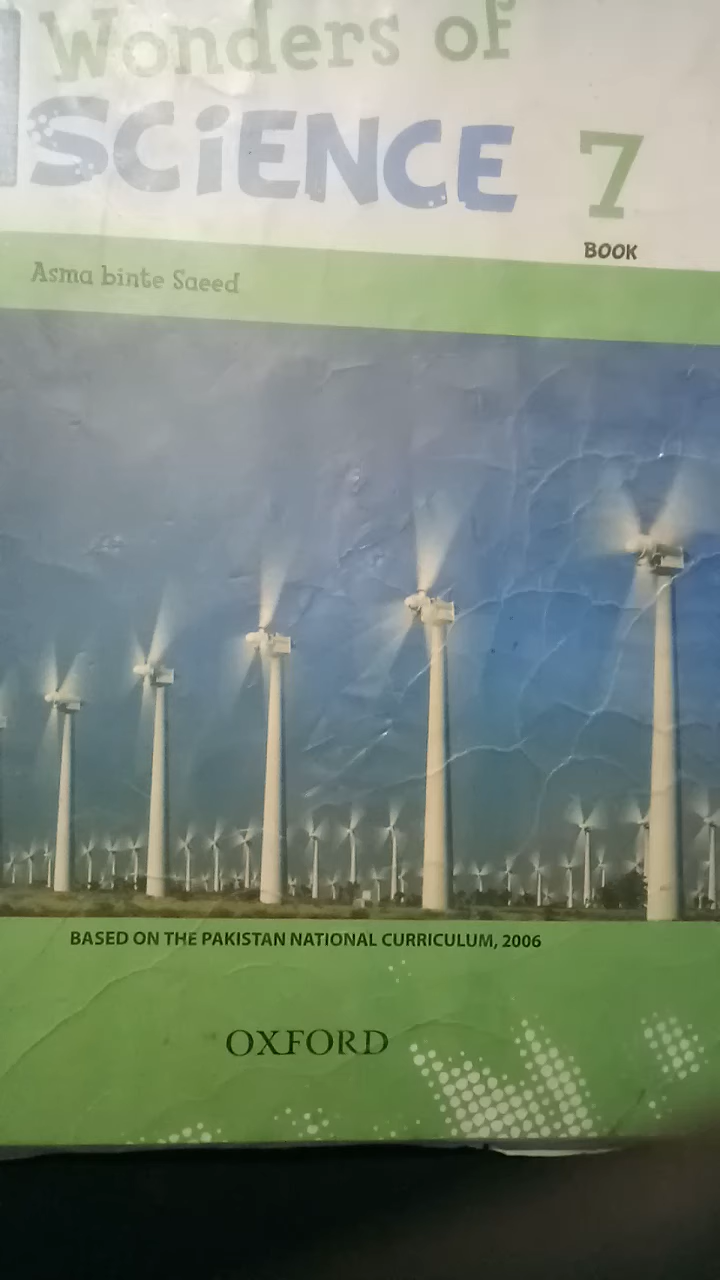 Wonders of
SCiENCE 7
BOOK
Asma binte Saeed
BASED ON THE PAKISTAN NATIONAL CURRICULUM, 2006
OXFORD